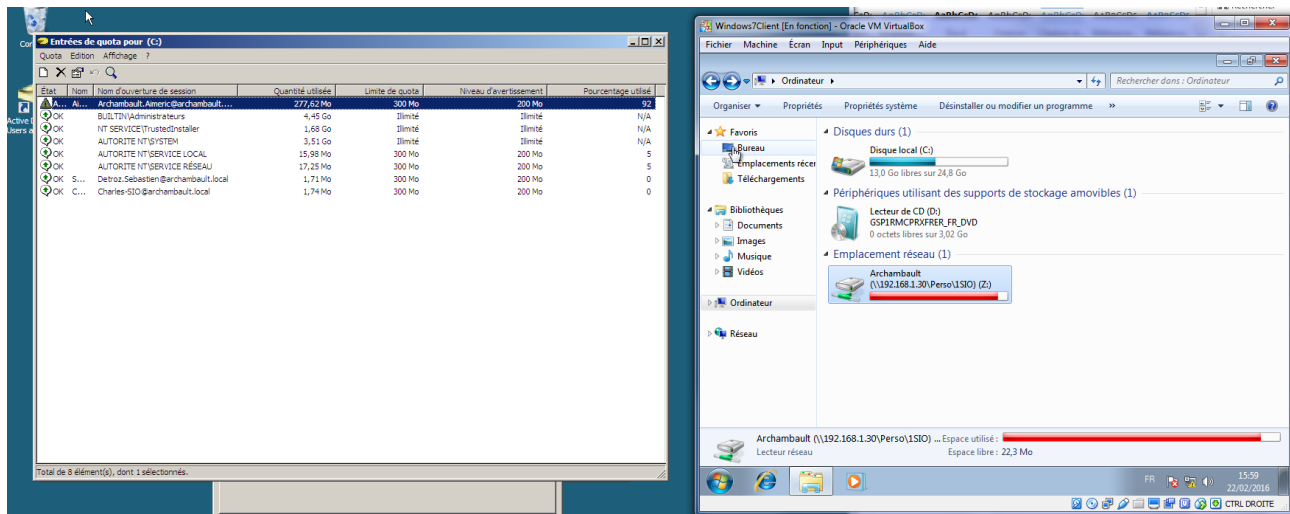 Entrées de quota pour (C:)
Quota Edition Affichage ?
État Nom Nom d'ouverture de session Quantité utilisée Limite de quota Niveau d'avertissement Pourcentage utilisé
A... Ai... Archambault.Aimeric@archambault.... 277,62 Mo 300 Mo 200 Mo 92
OK BUILTIN\Administrateurs 4,45 Go Illimité Illimité N/A
OK NT SERVICE\TrustedInstaller 1,68 Go Illimité Illimité N/A
OK AUTORITE NT\SYSTEM 3,51 Go Illimité Illimité N/A
OK AUTORITE NT\SERVICE LOCAL 15,98 Mo 300 Mo 200 Mo 5
OK AUTORITE NT\SERVICE RÉSEAU 17,25 Mo 300 Mo 200 Mo 5
OK S... Detroz.Sebastien@archambault.local 1,71 Mo 300 Mo 200 Mo 0
OK C... Charles-SIO@archambault.local 1,74 Mo 300 Mo 200 Mo 0
Total de 8 élément(s), dont 1 sélectionnés.
Cor
Active D
Users a
Windows7Client [En fonction] - Oracle VM VirtualBox
Fichier Machine Écran Input Périphériques Aide
Ordinateur
Rechercher dans : Ordinateur
Organiser Propriétés Propriétés système Désinstaller ou modifier un programme »
Favoris
Bureau
Emplacements récer
Téléchargements
Bibliothèques
Documents
Images
Musique
Vidéos
Ordinateur
Réseau
Disques durs (1)
Disque local (C:)
13,0 Go libres sur 24,8 Go
Périphériques utilisant des supports de stockage amovibles (1)
Lecteur de CD (D:)
GSP1RMCPRXFRER_FR_DVD
0 octets libres sur 3,02 Go
Emplacement réseau (1)
Archambault
(\\192.168.1.30\Perso\1SIO) (Z:)
Archambault (\\192.168.1.30\Perso\1SIO) ... Espace utilisé :
Lecteur réseau Espace libre : 22,3 Mo
FR 15:59
22/02/2016
CTRL DROITE